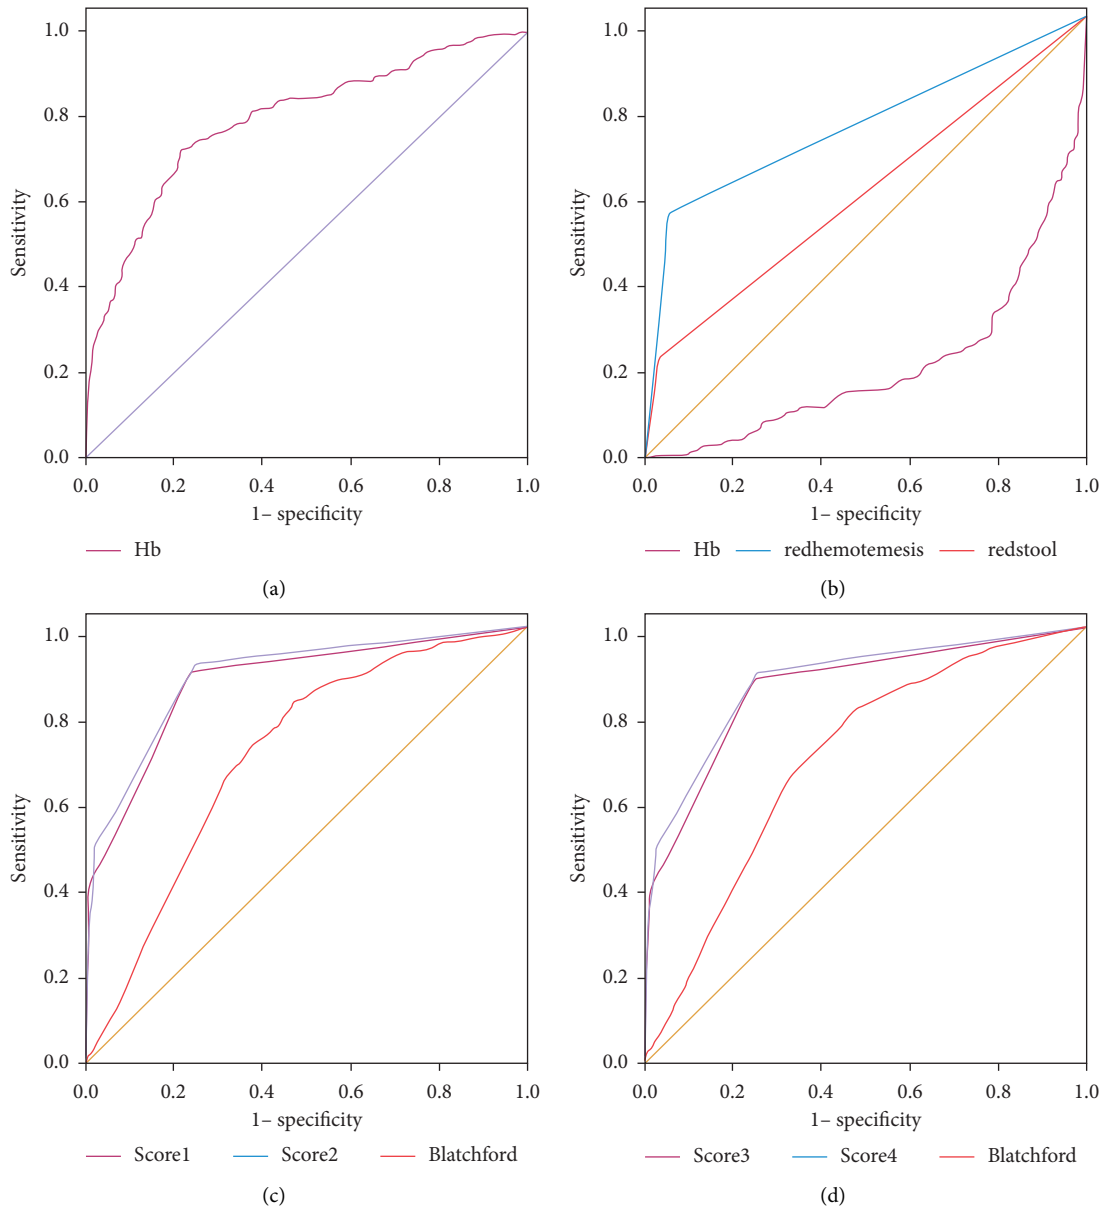 1.0
0.8
0.6
0.4
0.2
0.0
Sensitivity
0.0 0.2 0.4 0.6 0.8 1.0
1– specificity
Hb
(a)
1.0
0.8
0.6
0.4
0.2
0.0
Sensitivity
0.0 0.2 0.4 0.6 0.8 1.0
1– specificity
Hb redhemotemesis redstool
(b)
1.0
0.8
0.6
0.4
0.2
0.0
Sensitivity
0.0 0.2 0.4 0.6 0.8 1.0
1– specificity
Score1 Score2 Blatchford
(c)
1.0
0.8
0.6
0.4
0.2
0.0
Sensitivity
0.0 0.2 0.4 0.6 0.8 1.0
1– specificity
Score3 Score4 Blatchford
(d)